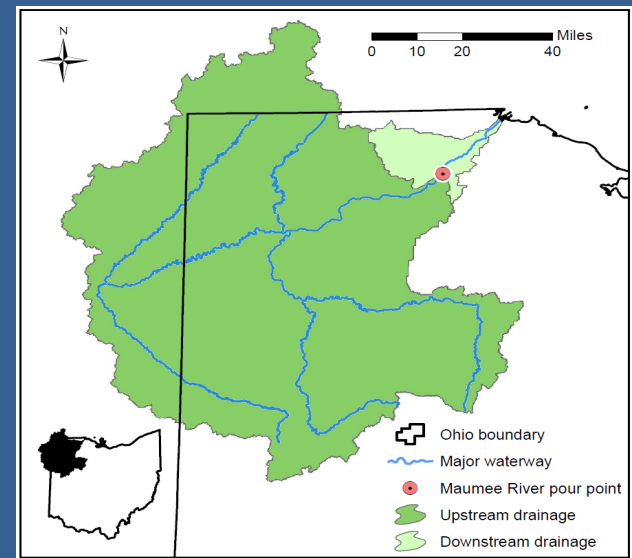 N
Miles
0 10 20 40
Ohio boundary
Major waterway
Maumee River pour point
Upstream drainage
Downstream drainage